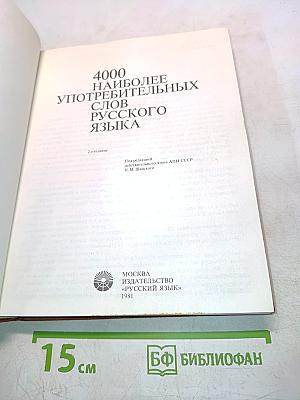 4000
НАИБОЛЕЕ
УПОТРЕБИТЕЛЬНЫХ
СЛОВ
РУССКОГО
ЯЗЫКА
2-е издание
Под редакцией
действительного члена АПН СССР
Н. М. Шанского
МОСКВА
ИЗДАТЕЛЬСТВО
«РУССКИЙ ЯЗЫК»
1981
15 см
БФ БИБЛИОФАН